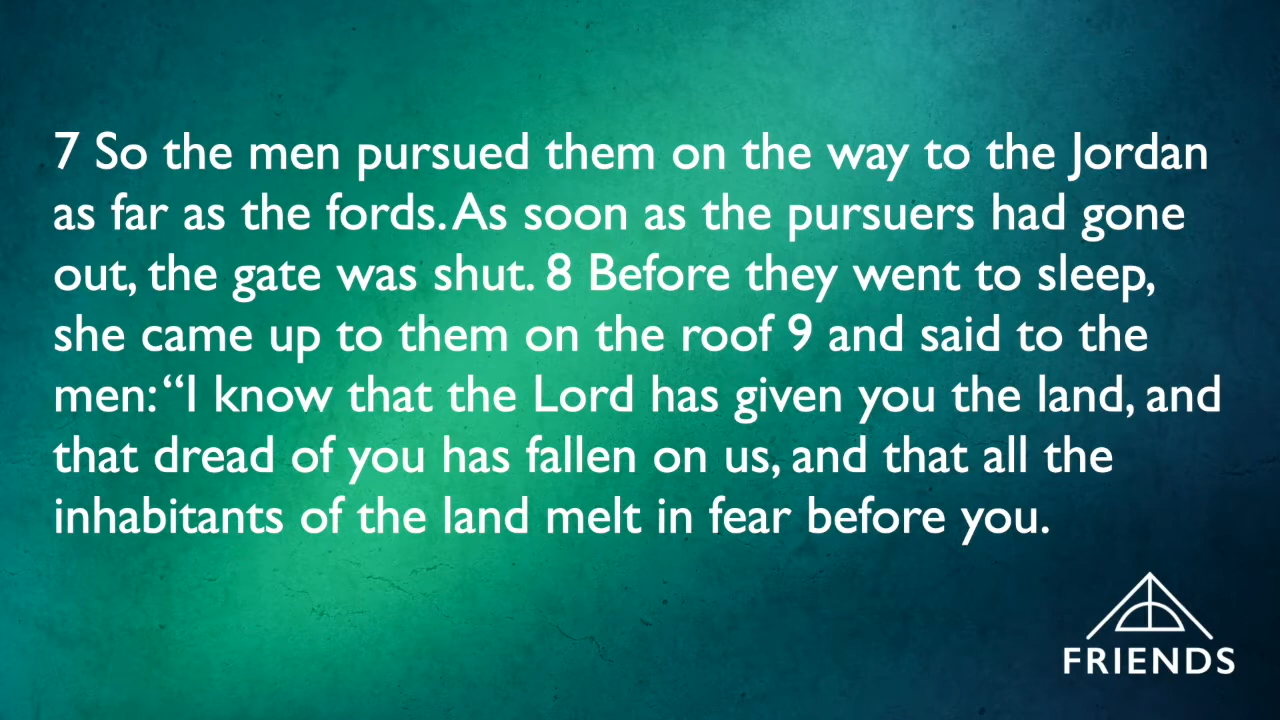 7 So the men pursued them on the way to the Jordan
as far as the fords. As soon as the pursuers had gone
out, the gate was shut. 8 Before they went to sleep,
she came up to them on the roof 9 and said to the
men: “I know that the Lord has given you the land, and
that dread of you has fallen on us, and that all the
inhabitants of the land melt in fear before you.
FRIENDS